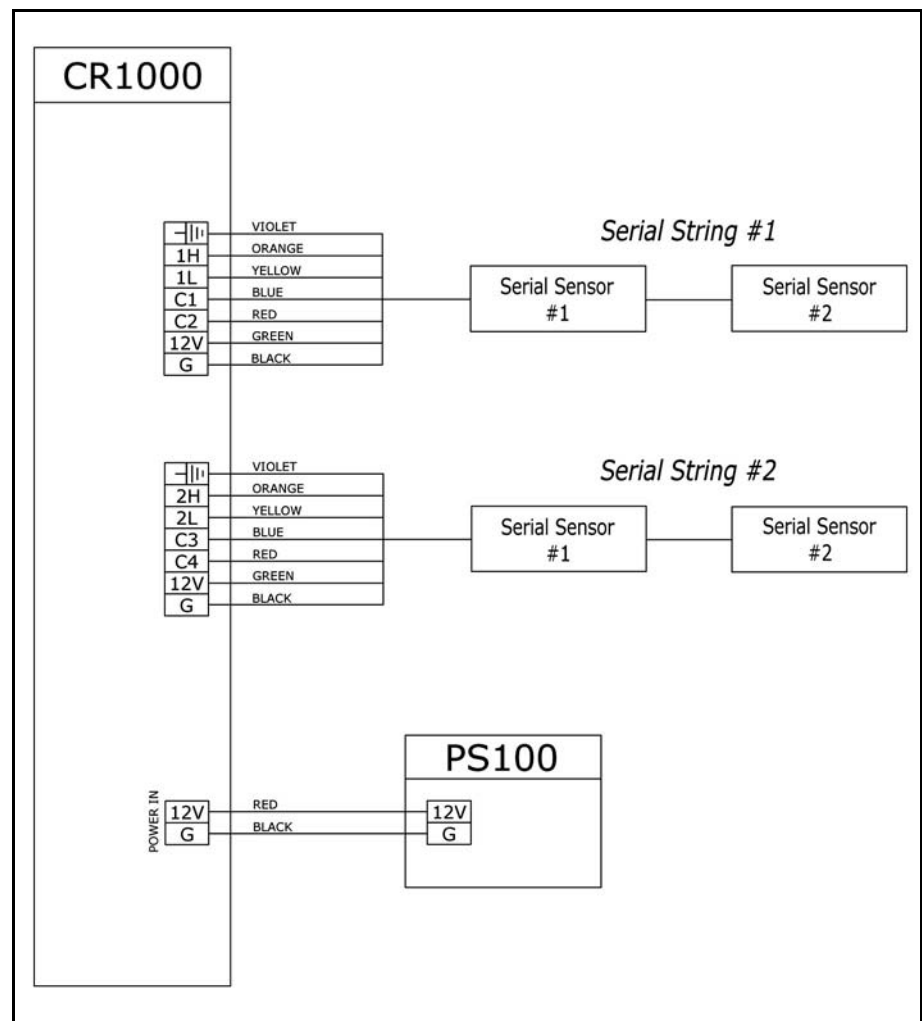 CR1000
Serial String #1
VIOLET
1H ORANGE
1L YELLOW
C1 BLUE
C2 RED
12V GREEN
G BLACK
Serial Sensor
#1
Serial Sensor
#2
Serial String #2
VIOLET
2H ORANGE
2L YELLOW
C3 BLUE
C4 RED
12V GREEN
G BLACK
Serial Sensor
#1
Serial Sensor
#2
PS100
POWER IN
12V RED 12V
G BLACK G